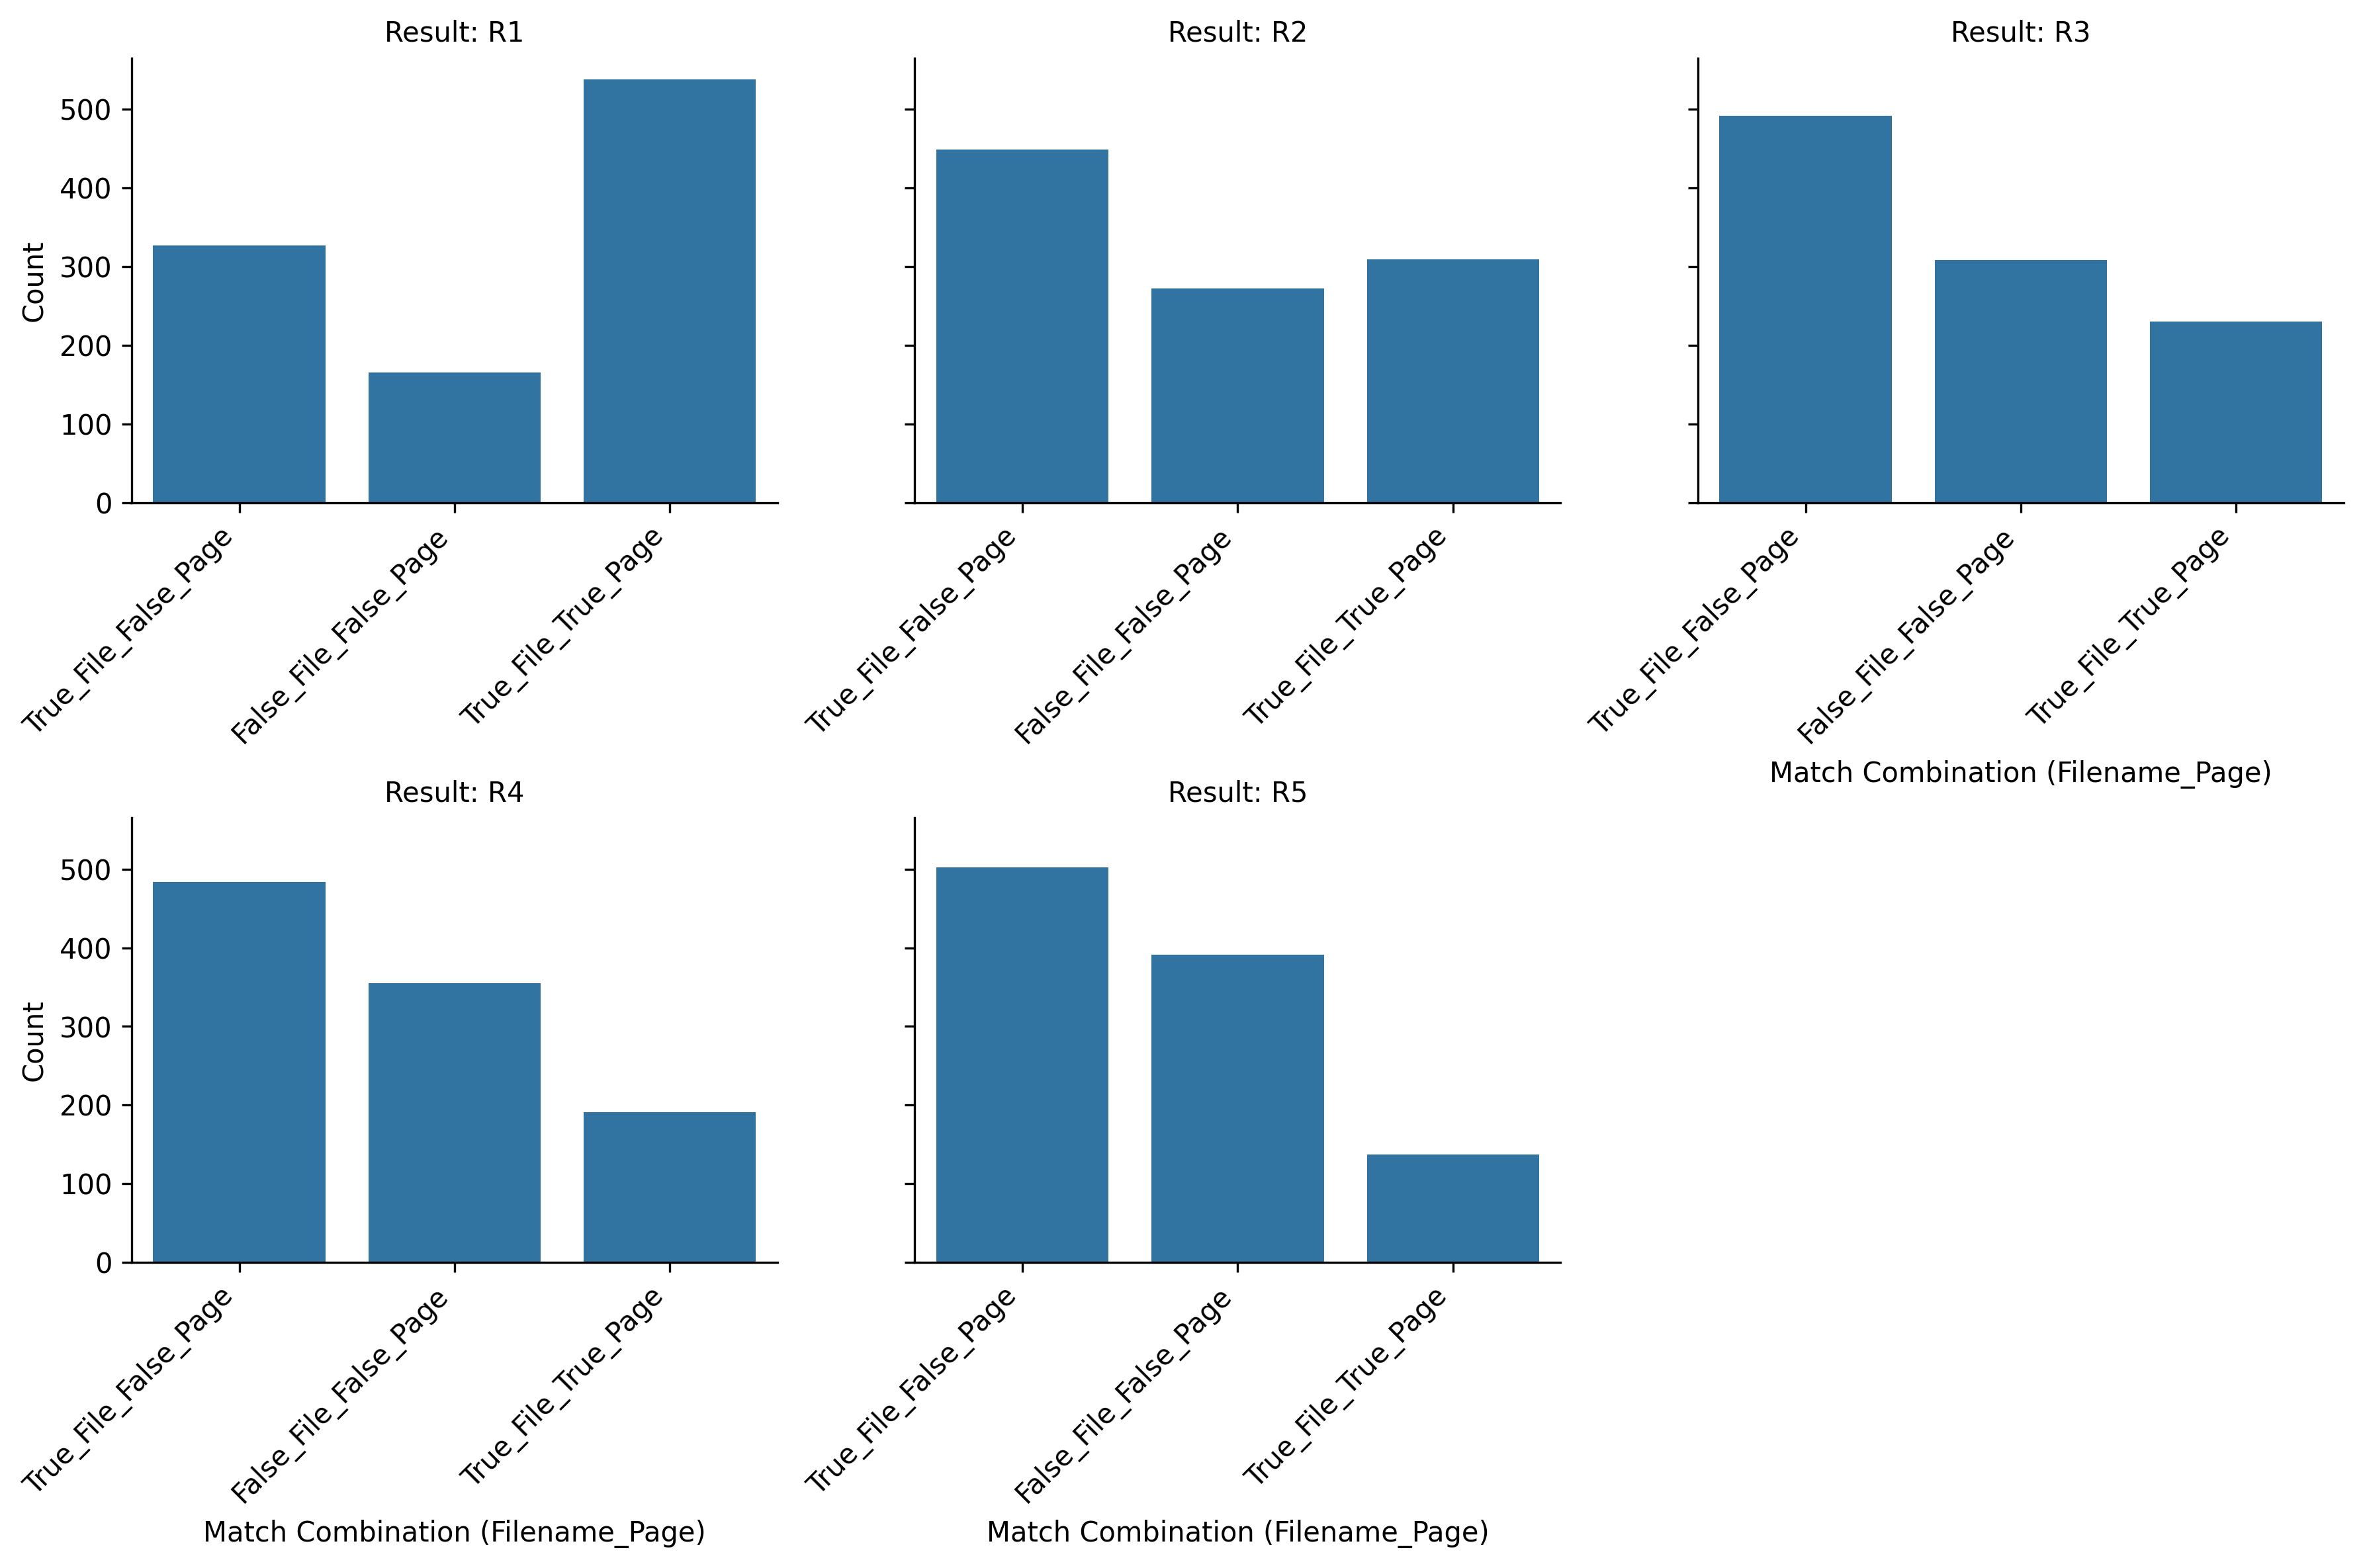 Result: R1
Count
500
400
300
200
100
0
True_File_False_Page
False_File_False_Page
True_File_True_Page
Result: R2
True_File_False_Page
False_File_False_Page
True_File_True_Page
Result: R3
True_File_False_Page
False_File_False_Page
True_File_True_Page
Match Combination (Filename_Page)
Result: R4
Count
500
400
300
200
100
0
True_File_False_Page
False_File_False_Page
True_File_True_Page
Match Combination (Filename_Page)
Result: R5
True_File_False_Page
False_File_False_Page
True_File_True_Page
Match Combination (Filename_Page)